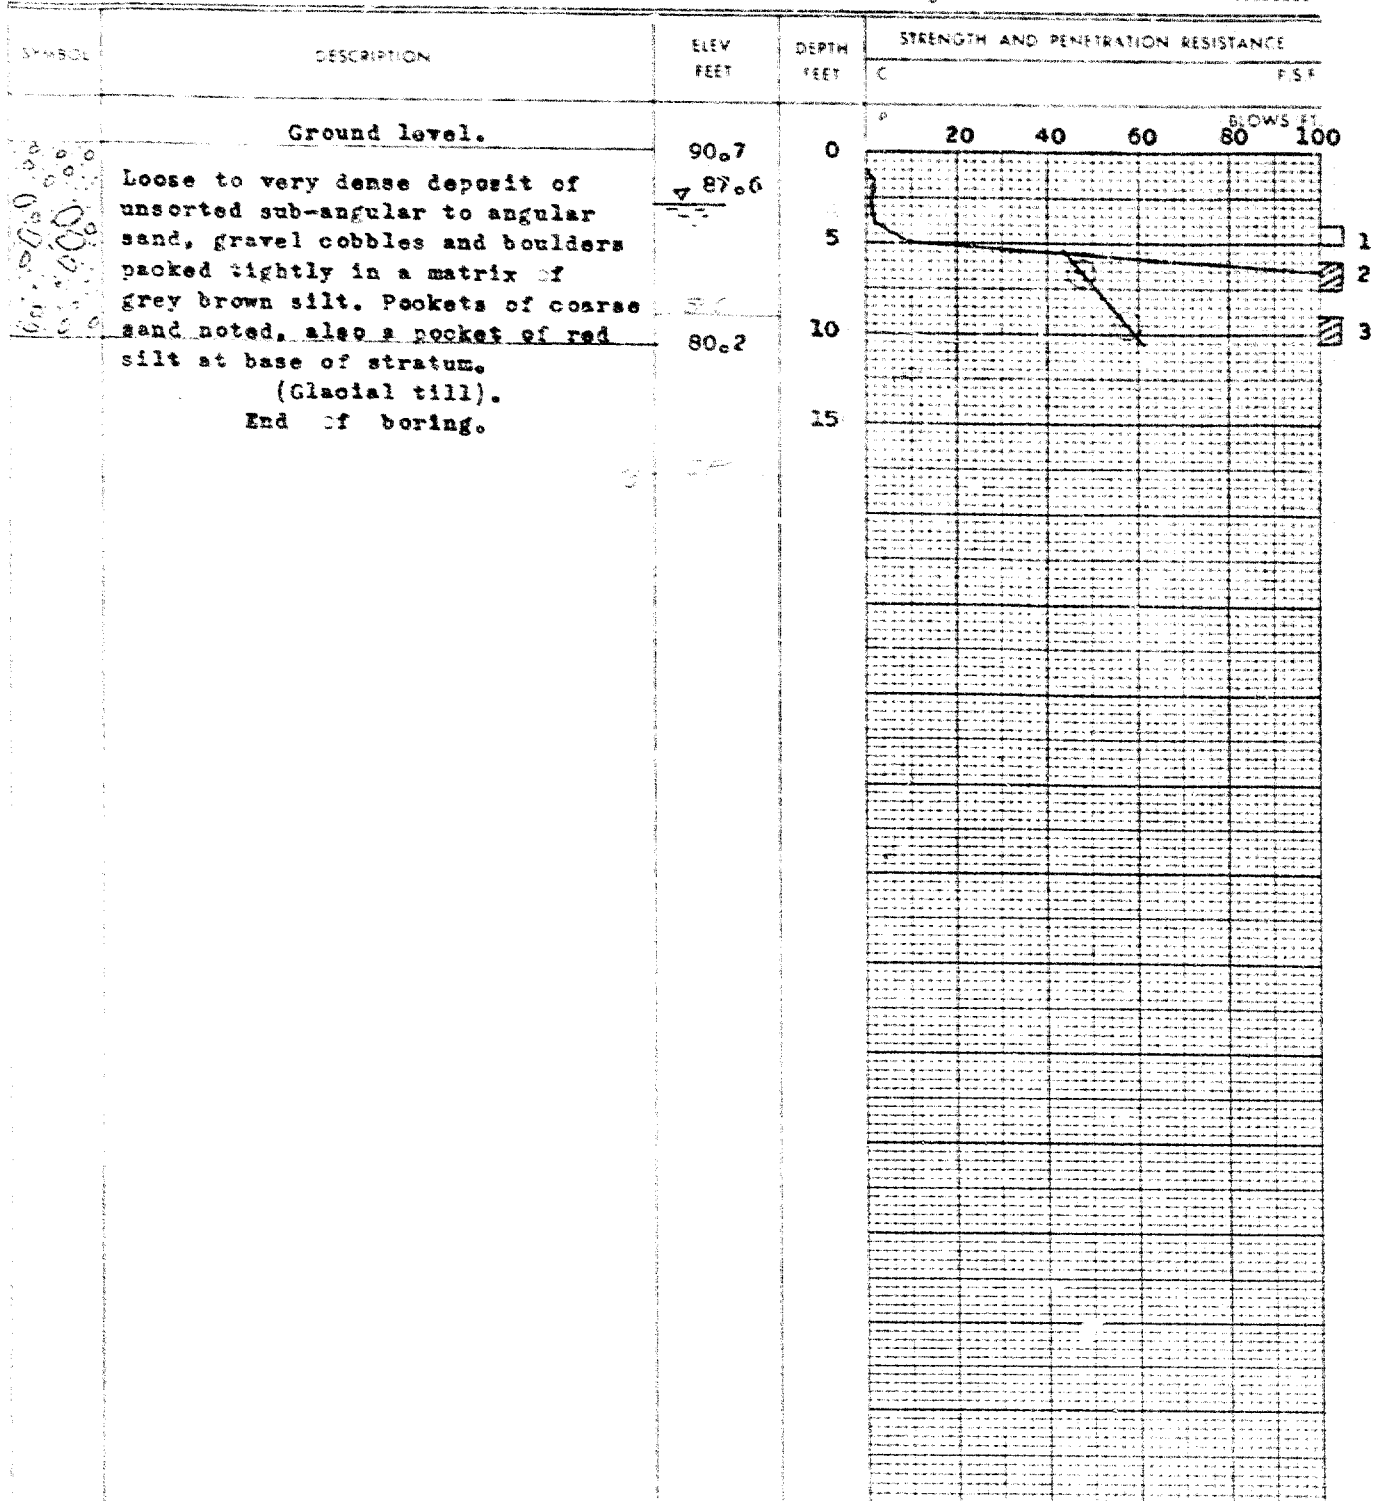 SYMBOL
DESCRIPTION
ELEV FEET
DEPTH FEET
STRENGTH AND PENETRATION RESISTANCE
C P.S.F
P BLOWS/FT.
20 40 60 80 100
Ground level.
90.7
0
Loose to very dense deposit of
87.6
unsorted sub-angular to angular
sand, gravel cobbles and boulders
5
1
packed tightly in a matrix of
2
grey brown silt. Pockets of coarse
sand noted, also a pocket of red
80.2
10
3
silt at base of stratum.
(Glacial till).
End of boring.
15